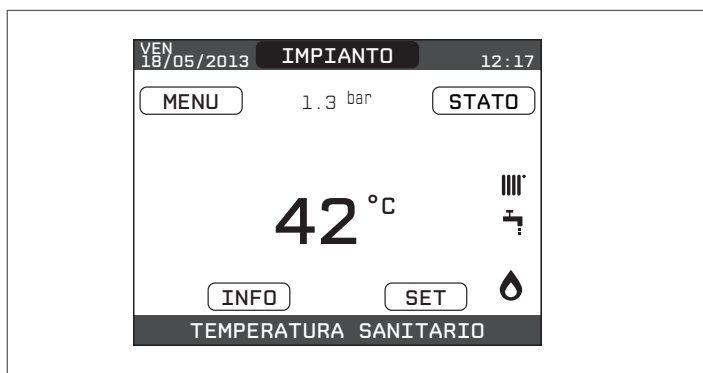 VEN
18/05/2013 IMPIANTO 12:17
MENU 1.3 bar STATO
42 °C
INFO SET
TEMPERATURA SANITARIO